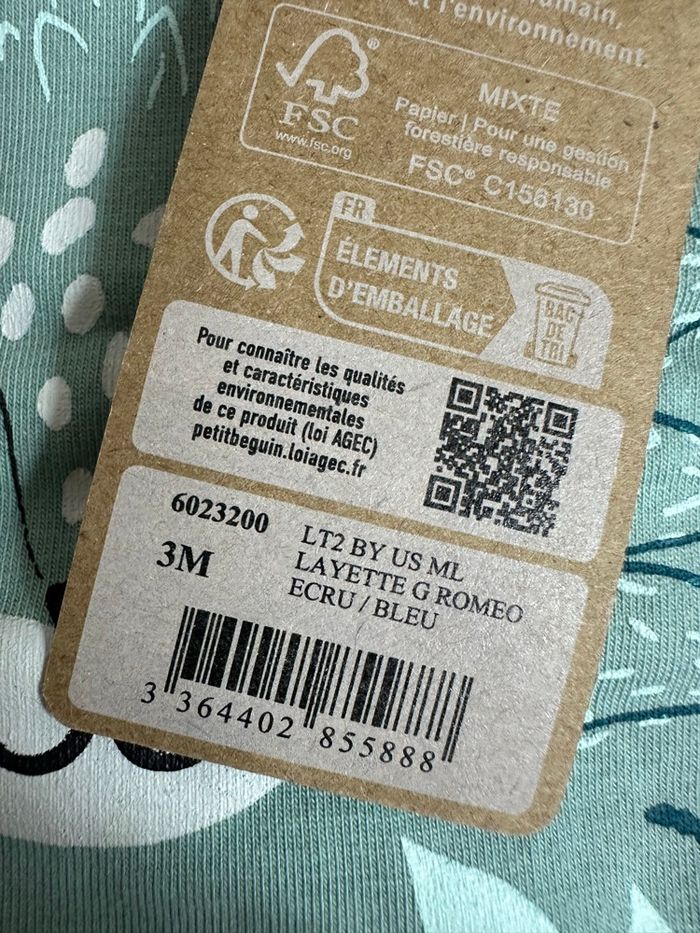 l'environnement.
FSC®
www.fsc.org
MIXTE
Papier | Pour une gestion
forestière responsable
FSC® C156130
FR
ÉLEMENTS
D'EMBALLAGE
BAC
DE
TRI
Pour connaître les qualités
et caractéristiques
environnementales
de ce produit (loi AGEC)
petitbeguin.loiagec.fr
6023200
3M
LT2 BY US ML
LAYETTE G ROMEO
ECRU / BLEU
3 364402 855888